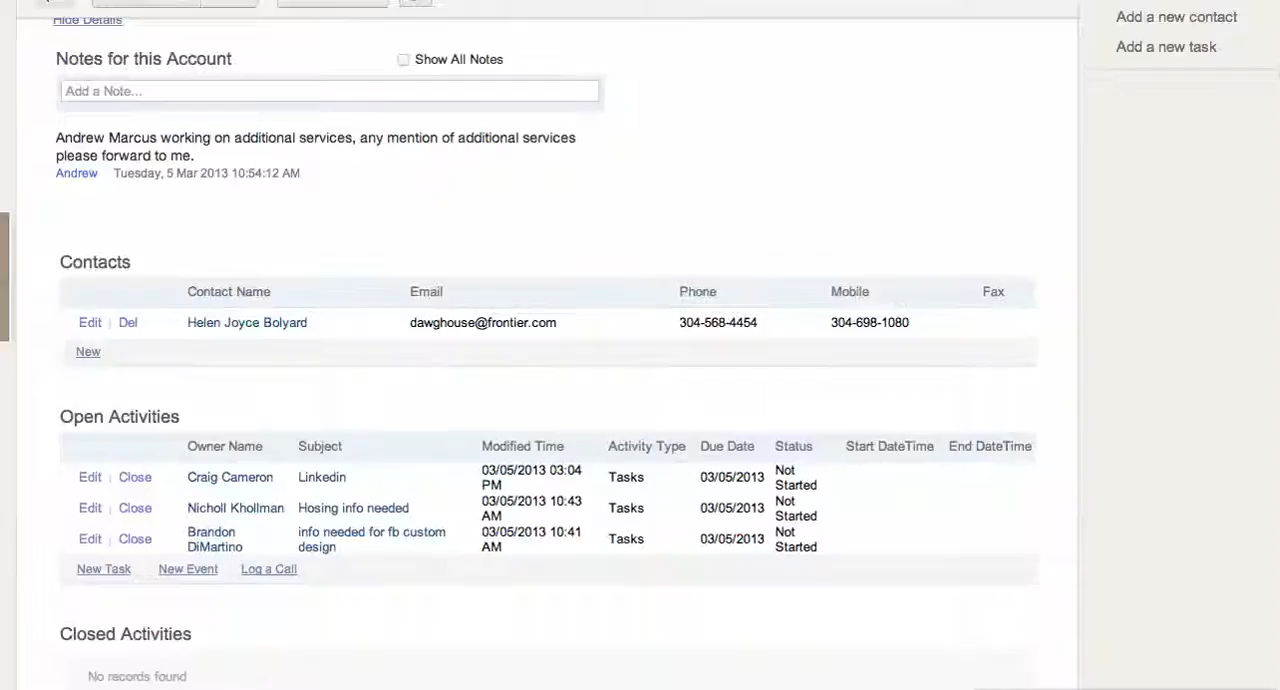 Hide Details
Add a new contact
Add a new task
Notes for this Account
Show All Notes
Add a Note...
Andrew Marcus working on additional services, any mention of additional services
please forward to me.
Andrew Tuesday, 5 Mar 2013 10:54:12 AM
Contacts
Contact Name Email Phone Mobile Fax
Edit | Del Helen Joyce Bolyard dawghouse@frontier.com 304-568-4454 304-698-1080
New
Open Activities
Owner Name Subject Modified Time Activity Type Due Date Status Start DateTime End DateTime
Edit | Close Craig Cameron Linkedin 03/05/2013 03:04 PM Tasks 03/05/2013 Not Started
Edit | Close Nicholl Khollman Hosing info needed 03/05/2013 10:43 AM Tasks 03/05/2013 Not Started
Edit | Close Brandon DiMartino info needed for fb custom design 03/05/2013 10:41 AM Tasks 03/05/2013 Not Started
New Task New Event Log a Call
Closed Activities
No records found